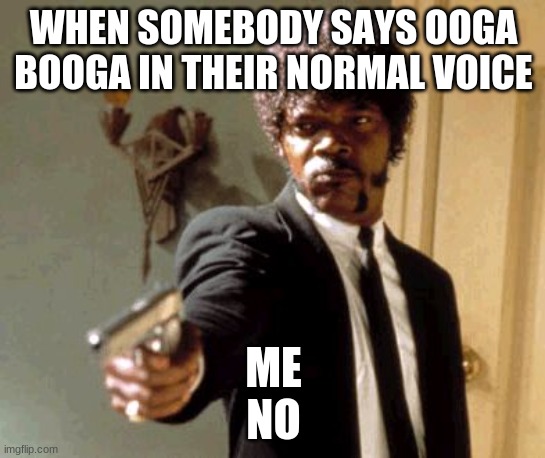 WHEN SOMEBODY SAYS OOGA
BOOGA IN THEIR NORMAL VOICE
ME
NO
imgflip.com